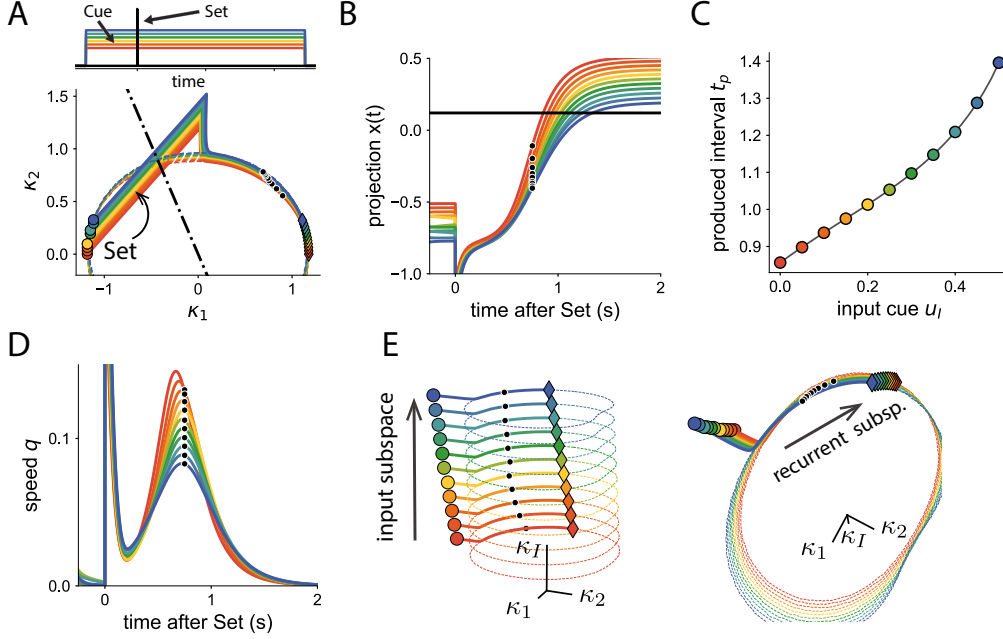 A
Cue
Set
time
1.5
1.0
0.5
0.0
κ₂
Set
−1
0
1
κ₁
B
0.5
0.0
−0.5
−1.0
projection x(t)
0
1
2
time after Set (s)
C
1.4
1.3
1.2
1.1
1.0
0.9
produced interval tₚ
0.0
0.2
0.4
input cue u_I
D
0.1
0.0
speed q
0
1
2
time after Set (s)
E
input subspace
κ_I
κ₁
κ₂
recurrent subsp.
κ₁
κ_I
κ₂